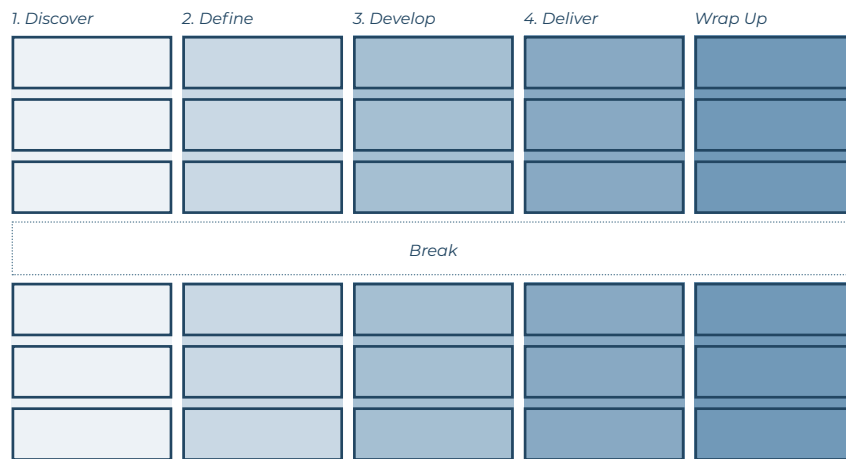 1. Discover
2. Define
3. Develop
4. Deliver
Wrap Up
Break